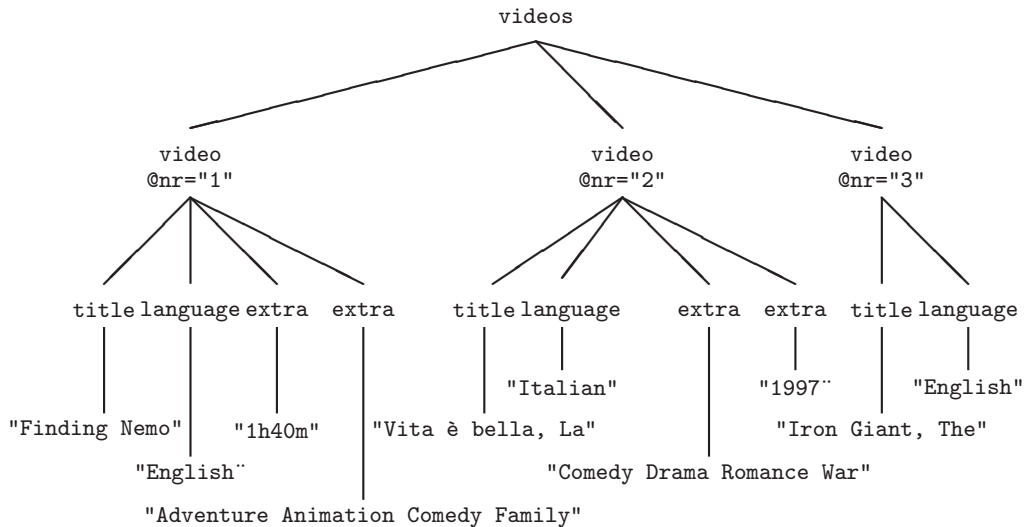 videos
video video video
@nr="1" @nr="2" @nr="3"
title language extra extra title language extra extra title language
"Italian" "1997¨ "English"
"Finding Nemo" "1h40m" "Vita è bella, La" "Iron Giant, The"
"English¨ "Comedy Drama Romance War"
"Adventure Animation Comedy Family"